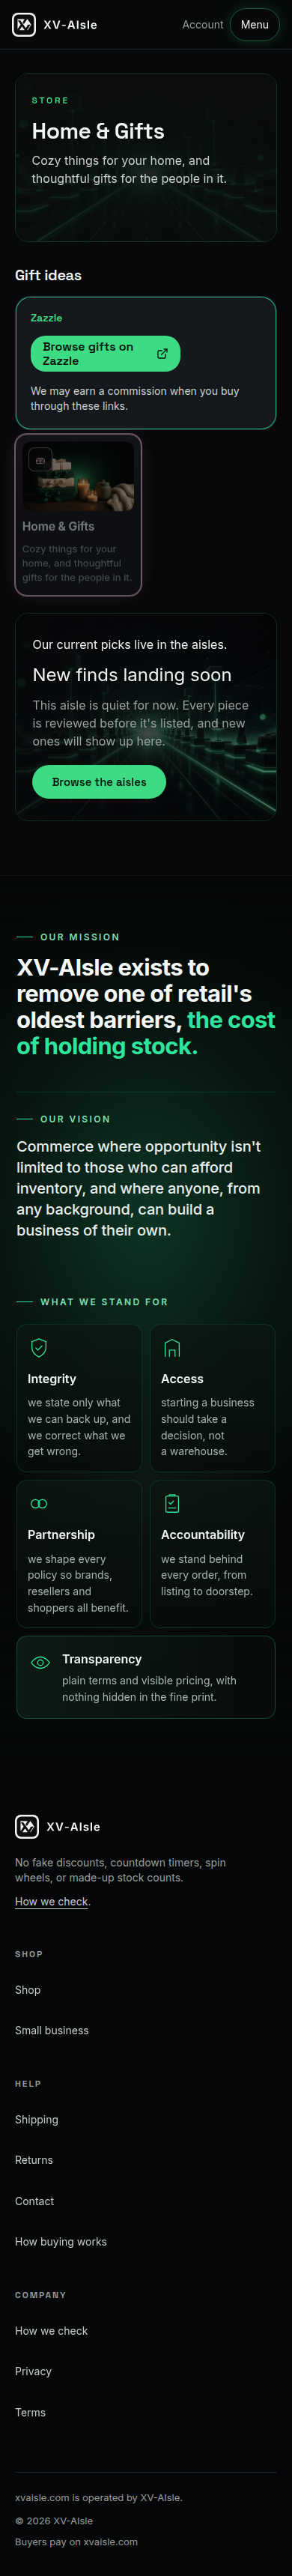 XV-AIsle
Account
Menu
STORE
Home & Gifts
Cozy things for your home, and
thoughtful gifts for the people in it.
Gift ideas
Zazzle
Browse gifts on
Zazzle
We may earn a commission when you buy
through these links.
Home & Gifts
Cozy things for your
home, and thoughtful
gifts for the people in it.
Our current picks live in the aisles.
New finds landing soon
This aisle is quiet for now. Every piece
is reviewed before it's listed, and new
ones will show up here.
Browse the aisles
OUR MISSION
XV-AIsle exists to
remove one of retail's
oldest barriers, the cost
of holding stock.
OUR VISION
Commerce where opportunity isn't
limited to those who can afford
inventory, and where anyone, from
any background, can build a
business of their own.
WHAT WE STAND FOR
Integrity
we state only what
we can back up, and
we correct what we
get wrong.
Access
starting a business
should take a
decision, not
a warehouse.
Partnership
we shape every
policy so brands,
resellers and
shoppers all benefit.
Accountability
we stand behind
every order, from
listing to doorstep.
Transparency
plain terms and visible pricing, with
nothing hidden in the fine print.
XV-AIsle
No fake discounts, countdown timers, spin
wheels, or made-up stock counts.
How we check.
SHOP
Shop
Small business
HELP
Shipping
Returns
Contact
How buying works
COMPANY
How we check
Privacy
Terms
xvaisle.com is operated by XV-AIsle.
© 2026 XV-AIsle
Buyers pay on xvaisle.com